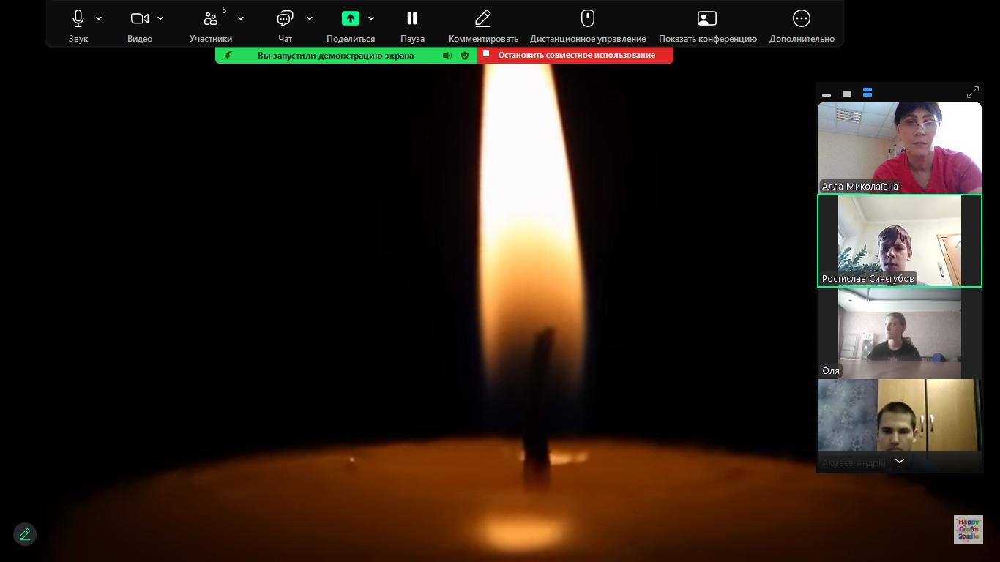 5
Звук
Видео
Участники
Чат
Поделиться
Пауза
Комментировать
Дистанционное управление
Показать конференцию
Дополнительно
Вы запустили демонстрацию экрана
Остановить совместное использование
Алла Миколаївна
Ростислав Синєгубов
Оля
Акмаєв Андрій
Happy
Crafts
Studio